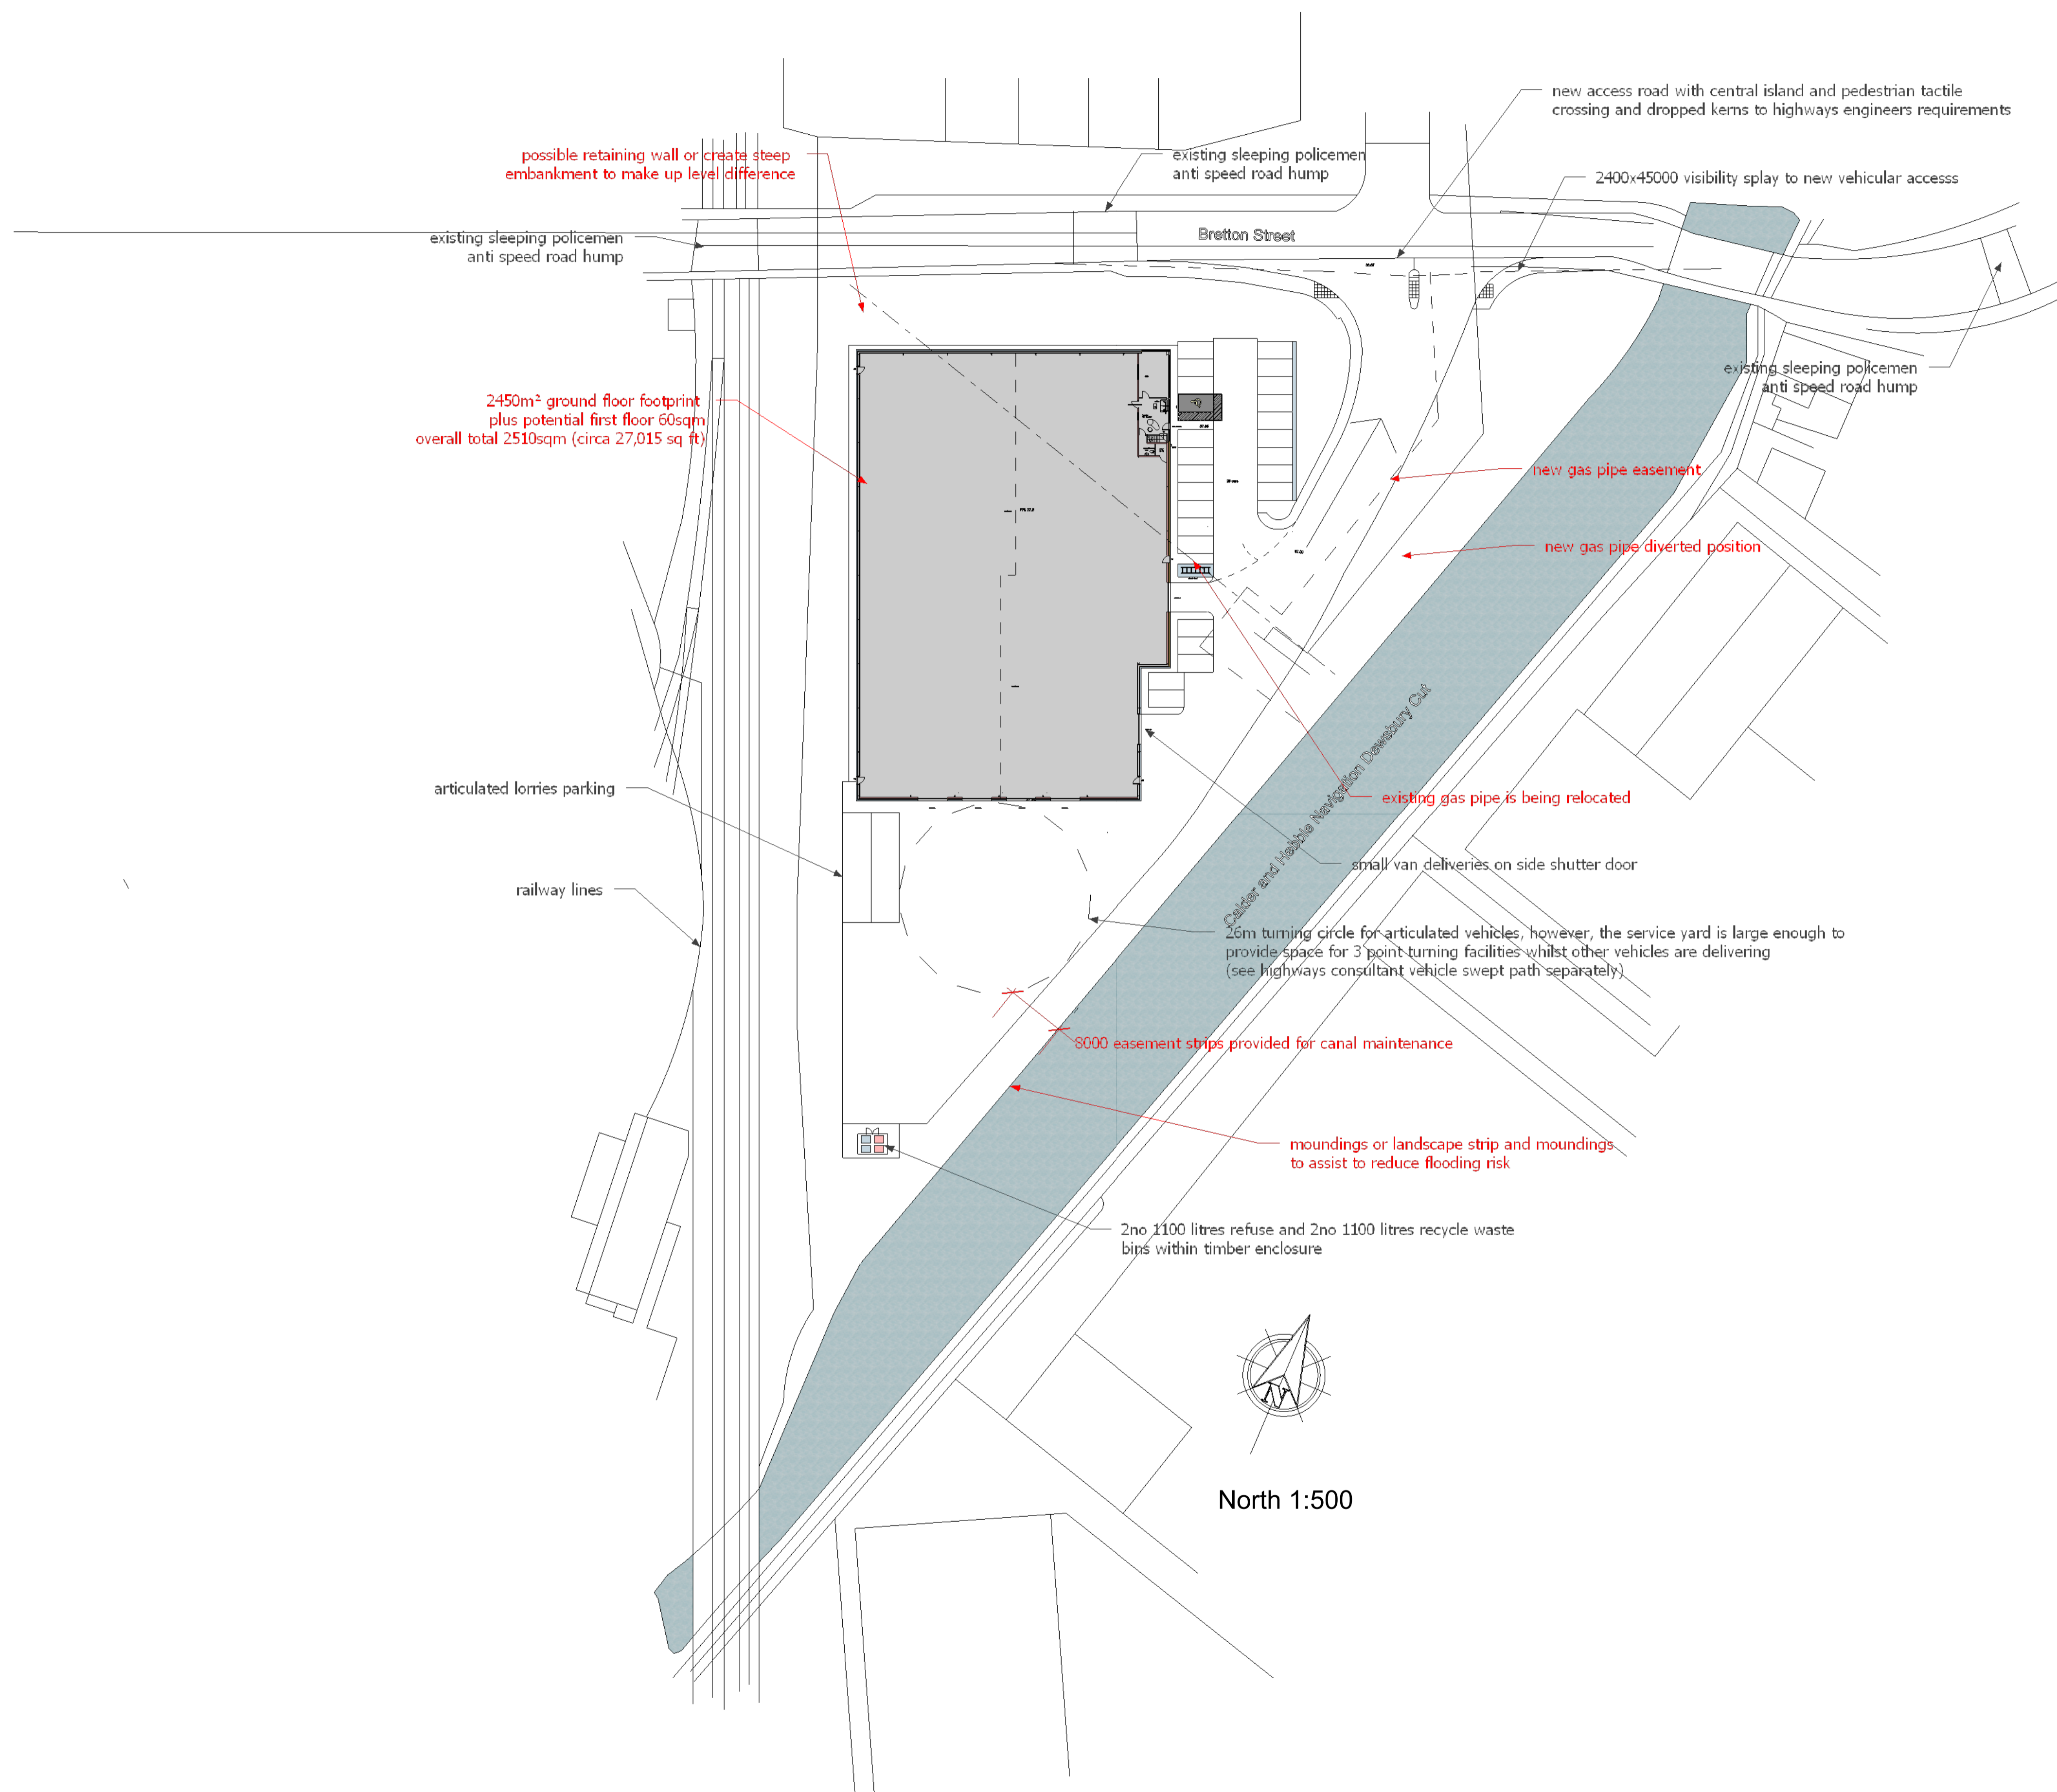 new access road with central island and pedestrian tactile
crossing and dropped kerns to highways engineers requirements
possible retaining wall or create steep
embankment to make up level difference
existing sleeping policemen
anti speed road hump
2400x45000 visibility splay to new vehicular accesss
existing sleeping policemen
anti speed road hump
Bretton Street
existing sleeping policemen
anti speed road hump
2450m² ground floor footprint
plus potential first floor 60sqm
overall total 2510sqm (circa 27,015 sq ft)
new gas pipe easement
new gas pipe diverted position
Calder and Hebble Navigation Dewsbury Cut
articulated lorries parking
existing gas pipe is being relocated
small van deliveries on side shutter door
railway lines
26m turning circle for articulated vehicles, however, the service yard is large enough to
provide space for 3 point turning facilities whilst other vehicles are delivering
(see highways consultant vehicle swept path separately)
8000 easement strips provided for canal maintenance
moundings or landscape strip and moundings
to assist to reduce flooding risk
2no 1100 litres refuse and 2no 1100 litres recycle waste
bins within timber enclosure
N
North 1:500